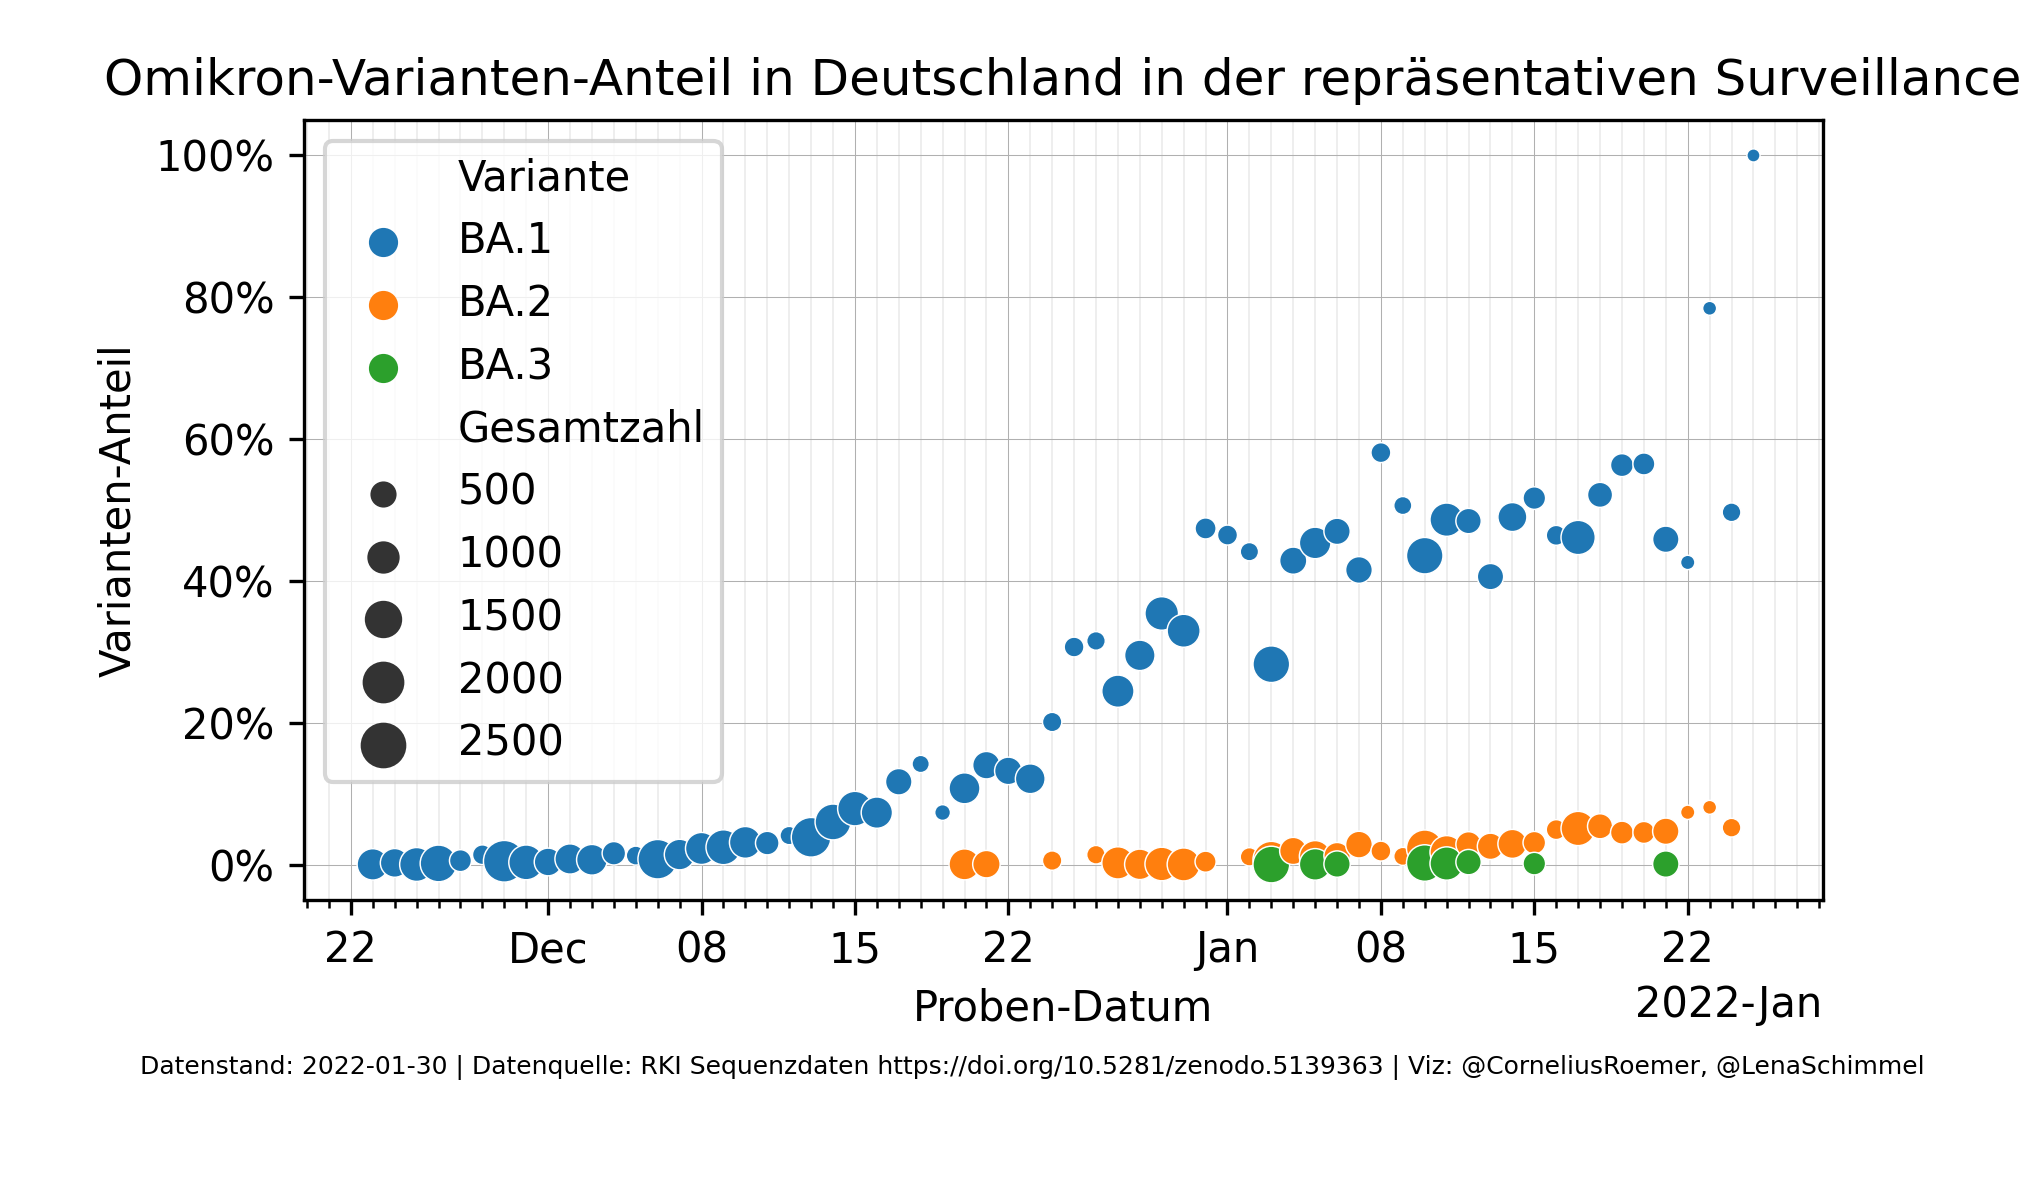 Omikron-Varianten-Anteil in Deutschland in der repräsentativen Surveillance
Varianten-Anteil
100%
80%
60%
40%
20%
0%
Variante
BA.1
BA.2
BA.3
Gesamtzahl
500
1000
1500
2000
2500
22 Dec 08 15 22 Jan 08 15 22
Proben-Datum
2022-Jan
Datenstand: 2022-01-30 | Datenquelle: RKI Sequenzdaten https://doi.org/10.5281/zenodo.5139363 | Viz: @CorneliusRoemer, @LenaSchimmel